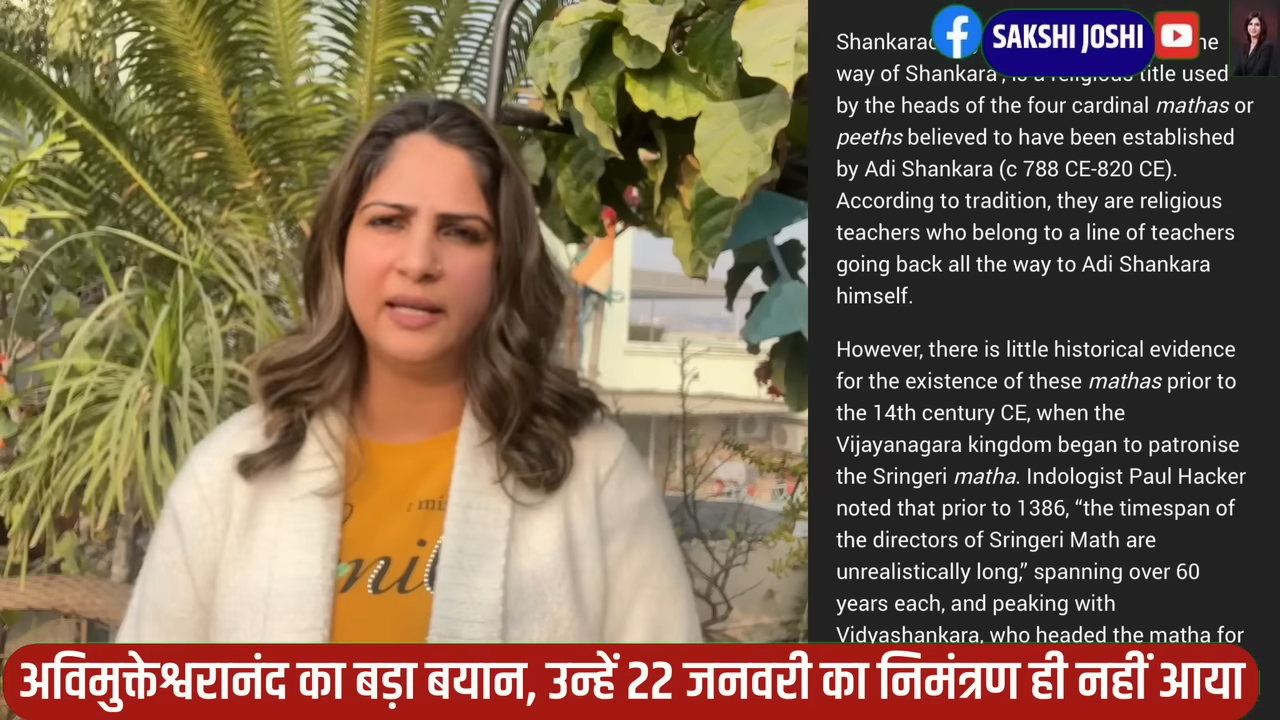 SAKSHI JOSHI
way of Shankara', is a religious title used
by the heads of the four cardinal mathas or
peeths believed to have been established
by Adi Shankara (c 788 CE-820 CE).
According to tradition, they are religious
teachers who belong to a line of teachers
going back all the way to Adi Shankara
himself.
However, there is little historical evidence
for the existence of these mathas prior to
the 14th century CE, when the
Vijayanagara kingdom began to patronise
the Sringeri matha. Indologist Paul Hacker
noted that prior to 1386, “the timespan of
the directors of Sringeri Math are
unrealistically long,” spanning over 60
years each, and peaking with
Vidyashankara, who headed the matha for
अविमुक्तेश्वरानंद का बड़ा बयान, उन्हें 22 जनवरी का निमंत्रण ही नहीं आया